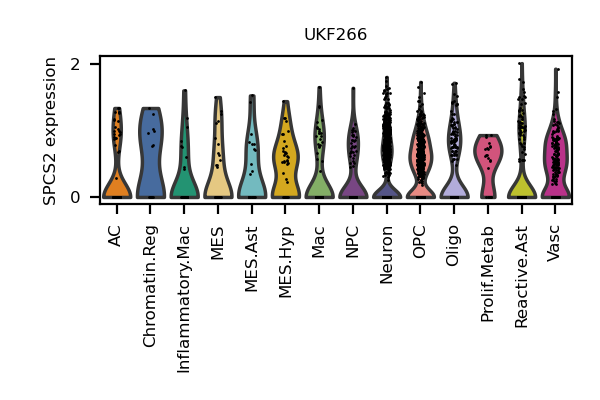 UKF266
SPCS2 expression
2
0
AC
Chromatin.Reg
Inflammatory.Mac
MES
MES.Ast
MES.Hyp
Mac
NPC
Neuron
OPC
Oligo
Prolif.Metab
Reactive.Ast
Vasc